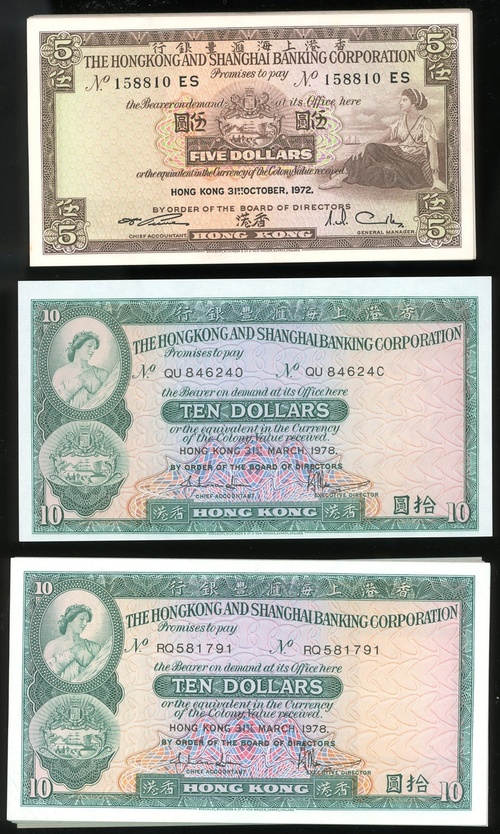 5 行銀豐滙海上港香 5
伍 THE HONGKONG AND SHANGHAI BANKING CORPORATION 伍
Promises to pay
No 158810 ES No 158810 ES
the Bearer on demand at its Office here
圓伍 圓伍
FIVE DOLLARS
or the equivalent in the Currency of the Colony Value received
HONG KONG 31ST OCTOBER, 1972.
伍 BY ORDER OF THE BOARD OF DIRECTORS 伍
港香
5 CHIEF ACCOUNTANT HONG KONG GENERAL MANAGER 5
10 行銀豐滙海上港香
THE HONGKONG AND SHANGHAI BANKING CORPORATION
Promises to pay
No QU 846240 No QU 846240
the Bearer on demand at its Office here
TEN DOLLARS
or the equivalent in the Currency
of the Colony Value received.
HONG KONG 31ST MARCH 1978.
BY ORDER OF THE BOARD OF DIRECTORS
CHIEF ACCOUNTANT EXECUTIVE DIRECTOR
10 港香 HONG KONG 港香 圓拾 10
10 行銀豐滙海上港香
THE HONGKONG AND SHANGHAI BANKING CORPORATION
Promises to pay
No RQ 581791 No RQ 581791
the Bearer on demand at its Office here
TEN DOLLARS
or the equivalent in the Currency
of the Colony Value received.
HONG KONG 31ST MARCH 1978.
BY ORDER OF THE BOARD OF DIRECTORS
CHIEF ACCOUNTANT EXECUTIVE DIRECTOR
10 港香 HONG KONG 港香 圓拾 10